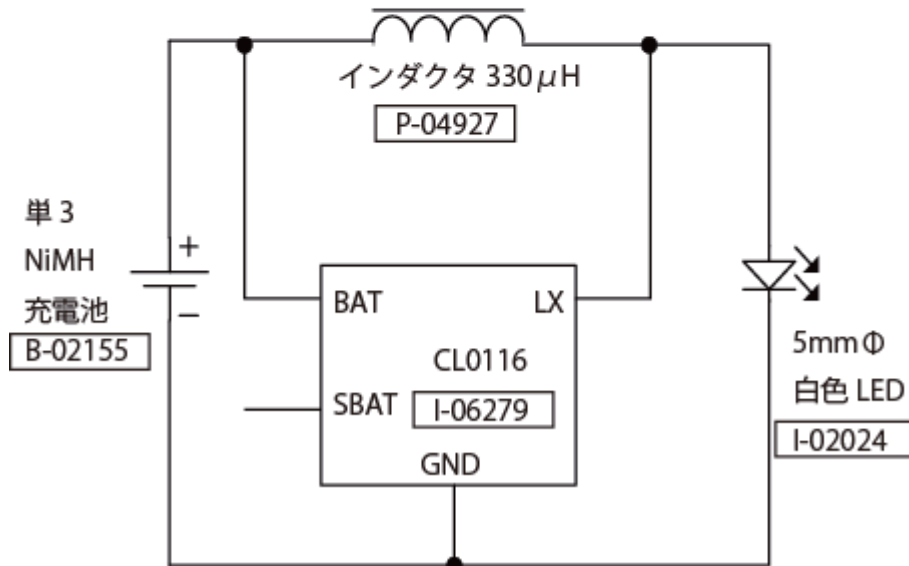 インダクタ 330μH
P-04927
単3
NiMH
充電池
B-02155
+
−
BAT
LX
CL0116
SBAT
I-06279
GND
5mmΦ
白色 LED
I-02024